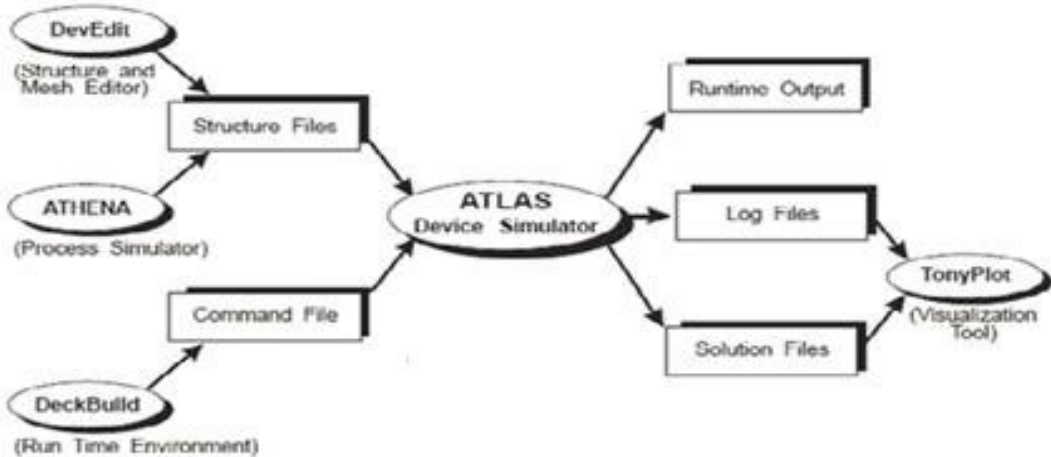 DevEdit
(Structure and
Mesh Editor)
Structure Files
ATHENA
(Process Simulator)
Command File
DeckBuild
(Run Time Environment)
ATLAS
Device Simulator
Runtime Output
Log Files
Solution Files
TonyPlot
(Visualization
Tool)